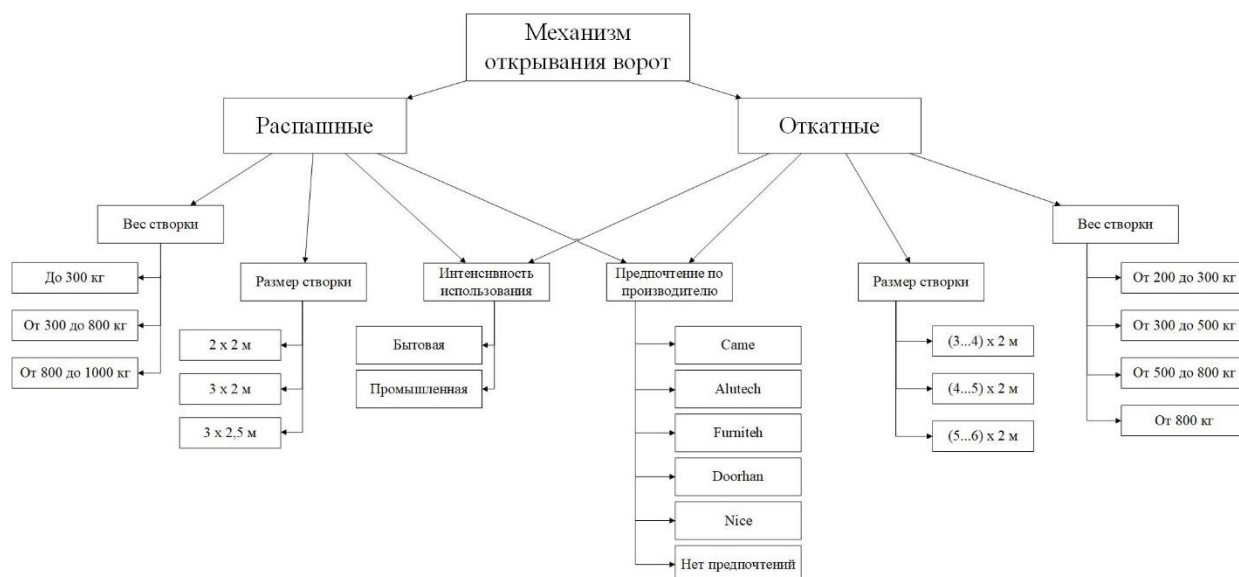 Механизм
открывания ворот
Распашные
Откатные
Вес створки
Вес створки
До 300 кг
Размер створки
Интенсивность
использования
Предпочтение по
производителю
Размер створки
От 200 до 300 кг
От 300 до 800 кг
2 х 2 м
Бытовая
Came
(3...4) х 2 м
От 300 до 500 кг
От 800 до 1000 кг
3 х 2 м
Промышленная
Alutech
(4...5) х 2 м
От 500 до 800 кг
3 х 2,5 м
Furniteh
(5...6) х 2 м
От 800 кг
Doorhan
Nice
Нет предпочтений